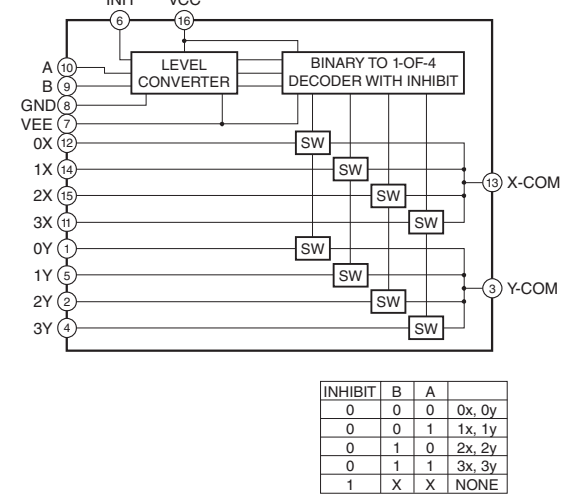 INH VCC
6 16
A 10
B 9
GND 8
VEE 7
0X 12
1X 14
2X 15
3X 11
0Y 1
1Y 5
2Y 2
3Y 4
LEVEL
CONVERTER
BINARY TO 1-OF-4
DECODER WITH INHIBIT
SW
SW
SW
SW
SW
SW
SW
SW
13 X-COM
3 Y-COM
INHIBIT B A
0 0 0 0x, 0y
0 0 1 1x, 1y
0 1 0 2x, 2y
0 1 1 3x, 3y
1 X X NONE